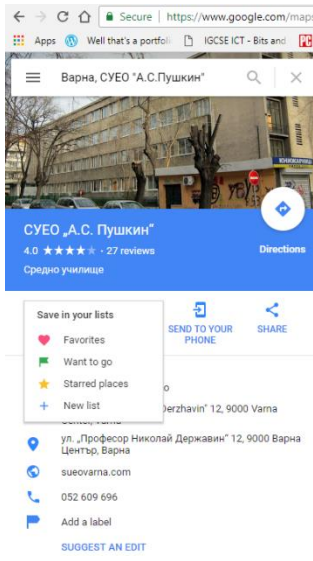 Secure https://www.google.com/maps
Apps Well that's a portfoli IGCSE ICT - Bits and PC
Варна, СУЕО "А.С.Пушкин"
СУЕО „А.С. Пушкин“
4.0 ★★★★★ · 27 reviews
Directions
Средно училище
Save in your lists
Favorites
Want to go
Starred places
New list
SEND TO YOUR
PHONE
SHARE
Derzhavin" 12, 9000 Varna
ул. „Професор Николай Державин“ 12, 9000 Варна
Център, Варна
sueovarna.com
052 609 696
Add a label
SUGGEST AN EDIT